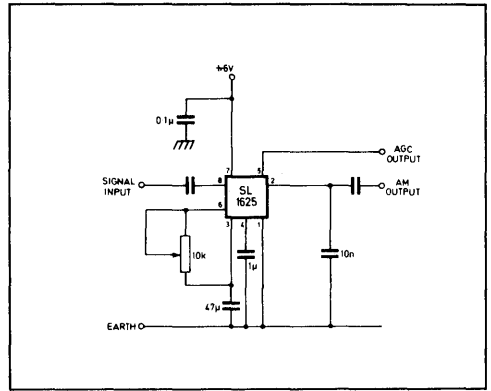 +6V
0.1µ
7
5
AGC
OUTPUT
SIGNAL
INPUT
8
SL
1625
2
AM
OUTPUT
6
3
4
1
10k
1µ
10n
47µ
EARTH